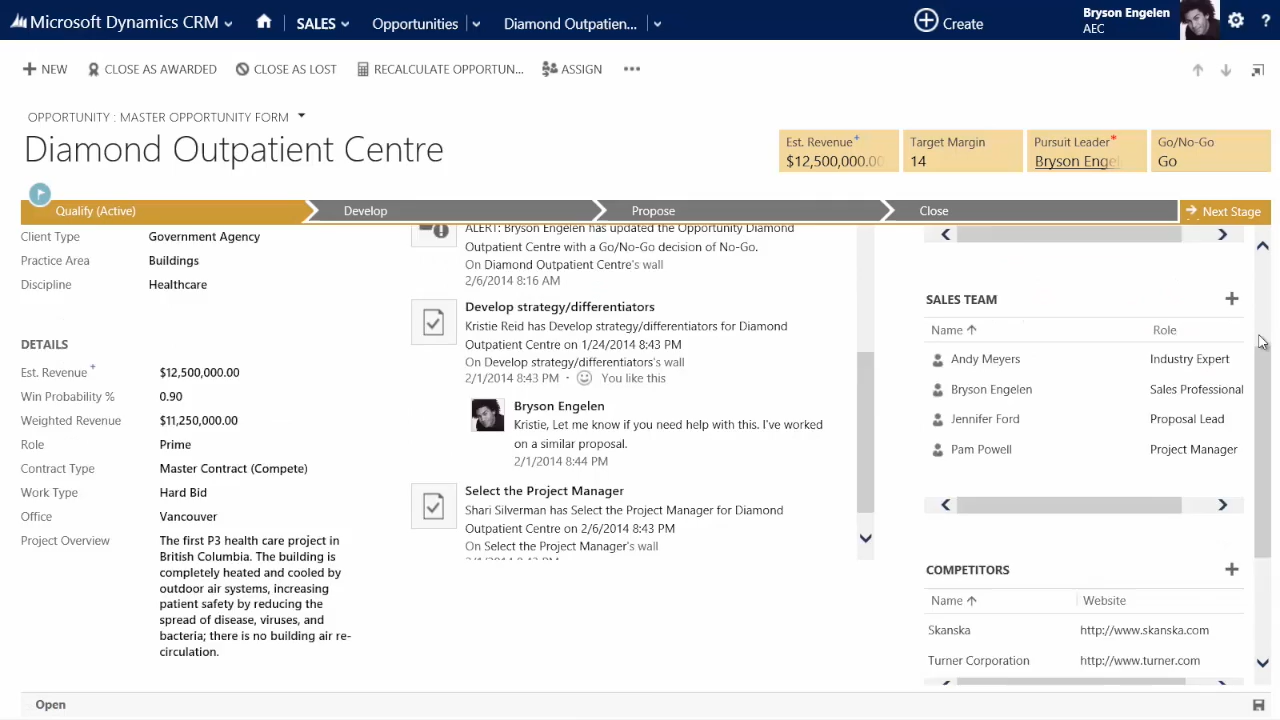 Microsoft Dynamics CRM SALES Opportunities Diamond Outpatien... Create Bryson Engelen ?
AEC
NEW CLOSE AS AWARDED CLOSE AS LOST RECALCULATE OPPORTUN... ASSIGN •••
OPPORTUNITY : MASTER OPPORTUNITY FORM
Diamond Outpatient Centre
Est. Revenue+ Target Margin Pursuit Leader* Go/No-Go
$12,500,000.00 14 Bryson Engel Go
Qualify (Active) Develop Propose Close Next Stage
Client Type Government Agency
Practice Area Buildings
Discipline Healthcare
DETAILS
Est. Revenue + $12,500,000.00
Win Probability % 0.90
Weighted Revenue $11,250,000.00
Role Prime
Contract Type Master Contract (Compete)
Work Type Hard Bid
Office Vancouver
Project Overview The first P3 health care project in
British Columbia. The building is
completely heated and cooled by
outdoor air systems, increasing
patient safety by reducing the
spread of disease, viruses, and
bacteria; there is no building air re-
circulation.
ALERT: Bryson Engelen has updated the Opportunity Diamond
Outpatient Centre with a Go/No-Go decision of No-Go.
On Diamond Outpatient Centre's wall
2/6/2014 8:16 AM
Develop strategy/differentiators
Kristie Reid has Develop strategy/differentiators for Diamond
Outpatient Centre on 1/24/2014 8:43 PM
On Develop strategy/differentiators's wall
2/1/2014 8:43 PM · You like this
Bryson Engelen
Kristie, Let me know if you need help with this. I've worked
on a similar proposal.
2/1/2014 8:44 PM
Select the Project Manager
Shari Silverman has Select the Project Manager for Diamond
Outpatient Centre on 2/6/2014 8:43 PM
On Select the Project Manager's wall
SALES TEAM
Name Role
Andy Meyers Industry Expert
Bryson Engelen Sales Professional
Jennifer Ford Proposal Lead
Pam Powell Project Manager
COMPETITORS
Name Website
Skanska http://www.skanska.com
Turner Corporation http://www.turner.com
Open